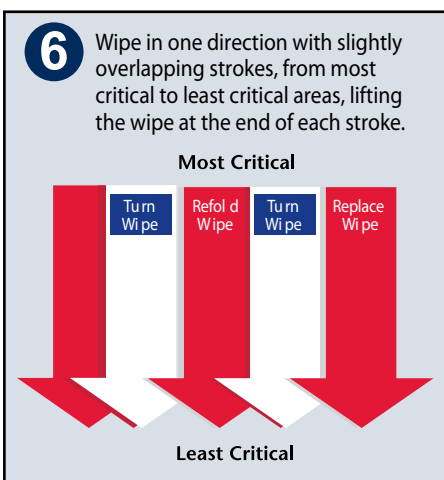 6
Wipe in one direction with slightly
overlapping strokes, from most
critical to least critical areas, lifting
the wipe at the end of each stroke.
Most Critical
Turn
Wipe
Refold
Wipe
Turn
Wipe
Replace
Wipe
Least Critical